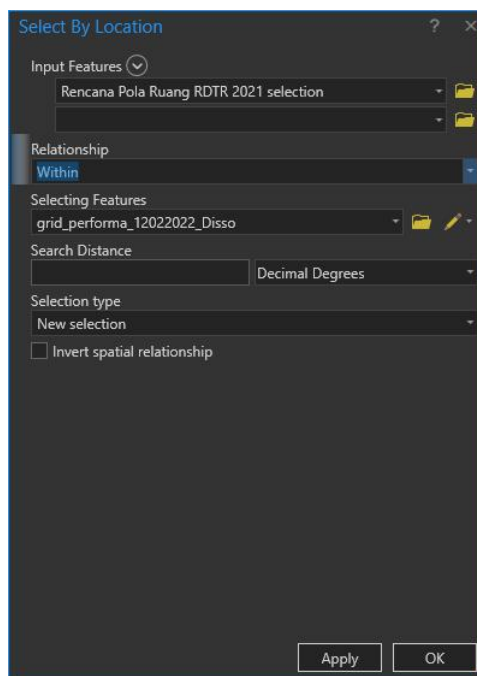 Select By Location ? ×
Input Features
Rencana Pola Ruang RDTR 2021 selection
Relationship
Within
Selecting Features
grid_performa_12022022_Disso
Search Distance
Decimal Degrees
Selection type
New selection
Invert spatial relationship
Apply OK